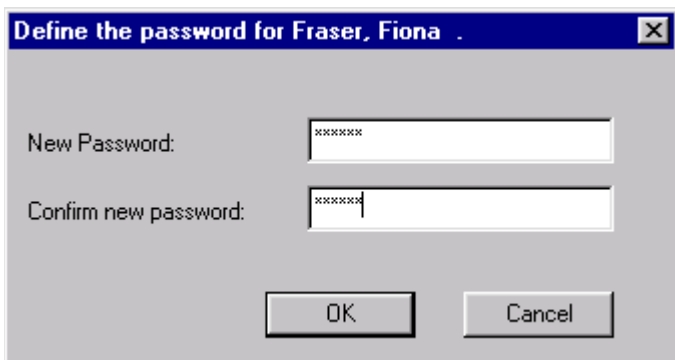 Define the password for Fraser, Fiona .
New Password: ******
Confirm new password: ******
OK Cancel